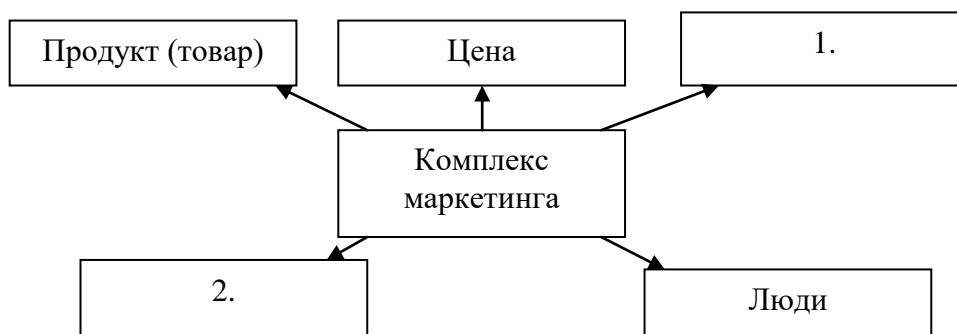 Продукт (товар)
Цена
1.
Комплекс
маркетинга
2.
Люди